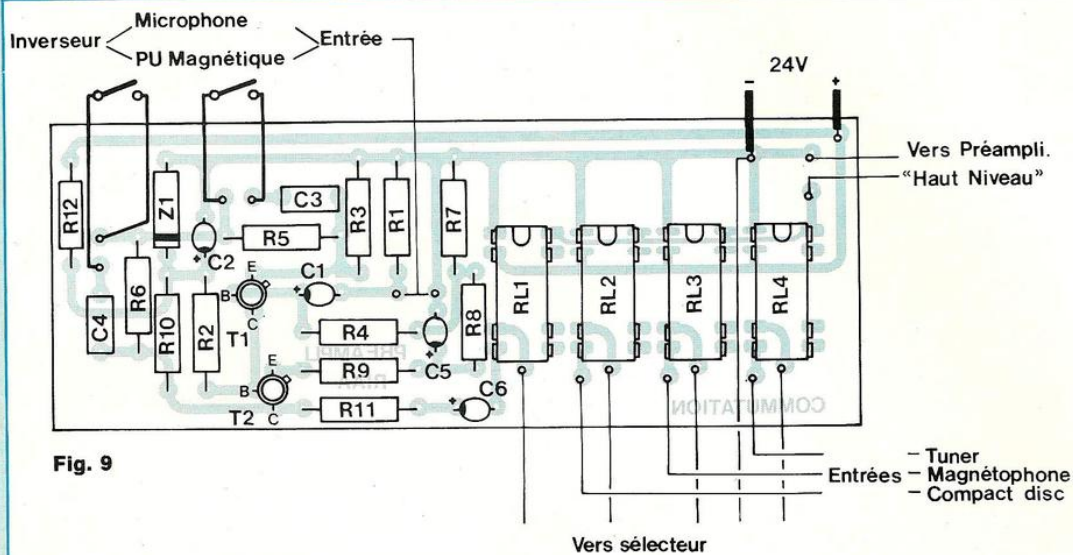 Microphone
Inverseur
Entrée
PU Magnétique
24V
- +
Vers Préampli.
"Haut Niveau"
R12
Z1
C3
R3
R1
R7
R5
C2
+
RL1
RL2
RL3
RL4
E
B
C
T1
C1
+
C4
R6
R10
R2
R4
R8
C5
+
PREAMPLI
RIAA
R9
E
B
C
T2
R11
C6
+
COMMUTATION
Fig. 9
- Tuner
Entrées - Magnétophone
- Compact disc
Vers sélecteur